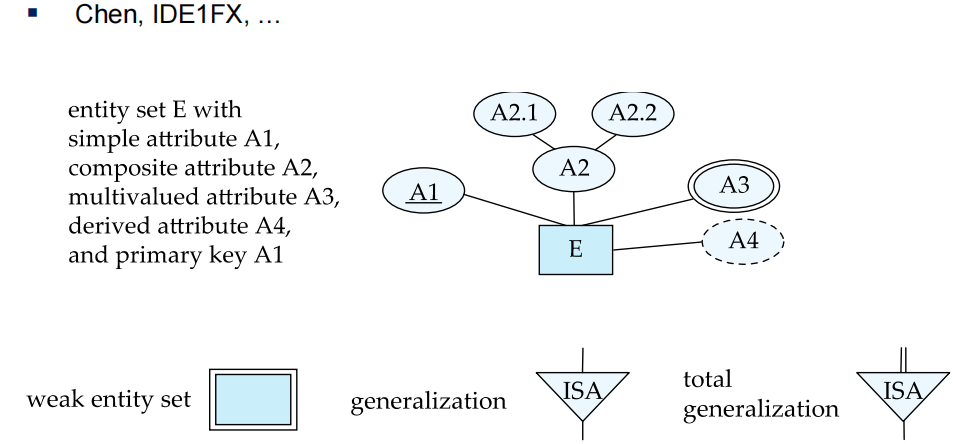 ▪ Chen, IDE1FX, …
entity set E with
simple attribute A1,
composite attribute A2,
multivalued attribute A3,
derived attribute A4,
and primary key A1
A2.1
A2.2
A2
A1
A3
E
A4
weak entity set
generalization
ISA
total
generalization
ISA